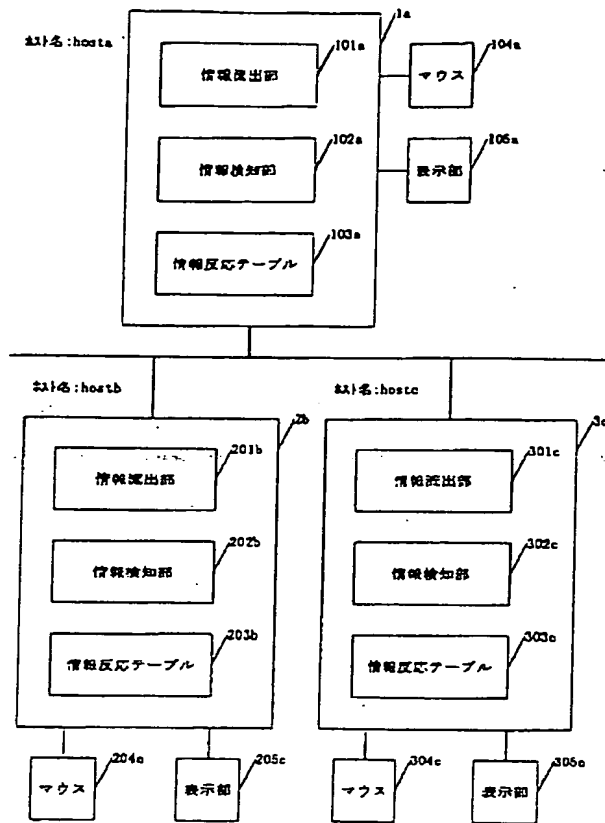 ホスト名:hosta
1a
101a
情報流出部
104a
マウス
102a
情報検知部
105a
表示部
103a
情報反応テーブル
ホスト名:hostb
2b
201b
情報流出部
202b
情報検知部
203b
情報反応テーブル
204c
マウス
205c
表示部
ホスト名:hostc
3c
301c
情報流出部
302c
情報検知部
303c
情報反応テーブル
304c
マウス
305c
表示部